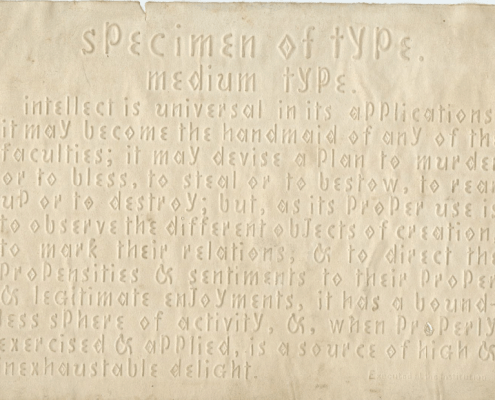 specimen of type.
medium type.
intellect is universal in its applications
it may become the handmaid of any of th
faculties; it may devise a plan to murder
or to bless, to steal or to bestow, to rear
up or to destroy; but, as its proper use is
to observe the different objects of creation
to mark their relations; & to direct the
propensities & sentiments to their proper
& legitimate enjoyments, it has a bound-
less sphere of activity, &, when properly
exercised & applied, is a source of high &
inexhaustable delight.